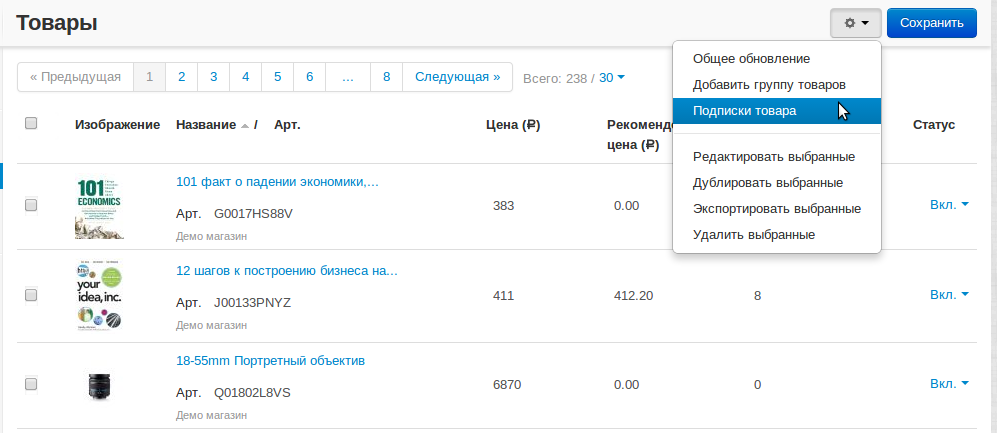 Товары
Сохранить
« Предыдущая 1 2 3 4 5 6 ... 8 Следующая » Всего: 238 / 30
Общее обновление
Добавить группу товаров
Подписки товара
Редактировать выбранные
Дублировать выбранные
Экспортировать выбранные
Удалить выбранные
Изображение Название / Арт. Цена (₽) Рекоменд Статус
цена (₽)
101
ECONOMICS
101 факт о падении экономики,...
Арт. G0017HS88V
Демо магазин
383 0.00 Вкл.
your
idea, inc.
12 шагов к построению бизнеса на...
Арт. J00133PNYZ
Демо магазин
411 412.20 8 Вкл.
18-55mm Портретный объектив
Арт. Q01802L8VS
Демо магазин
6870 0.00 0 Вкл.